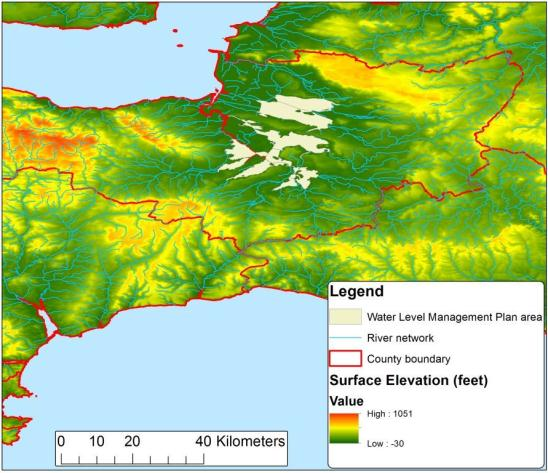 Legend
Water Level Management Plan area
River network
County boundary
Surface Elevation (feet)
Value
High : 1051
Low : -30
0 10 20 40 Kilometers